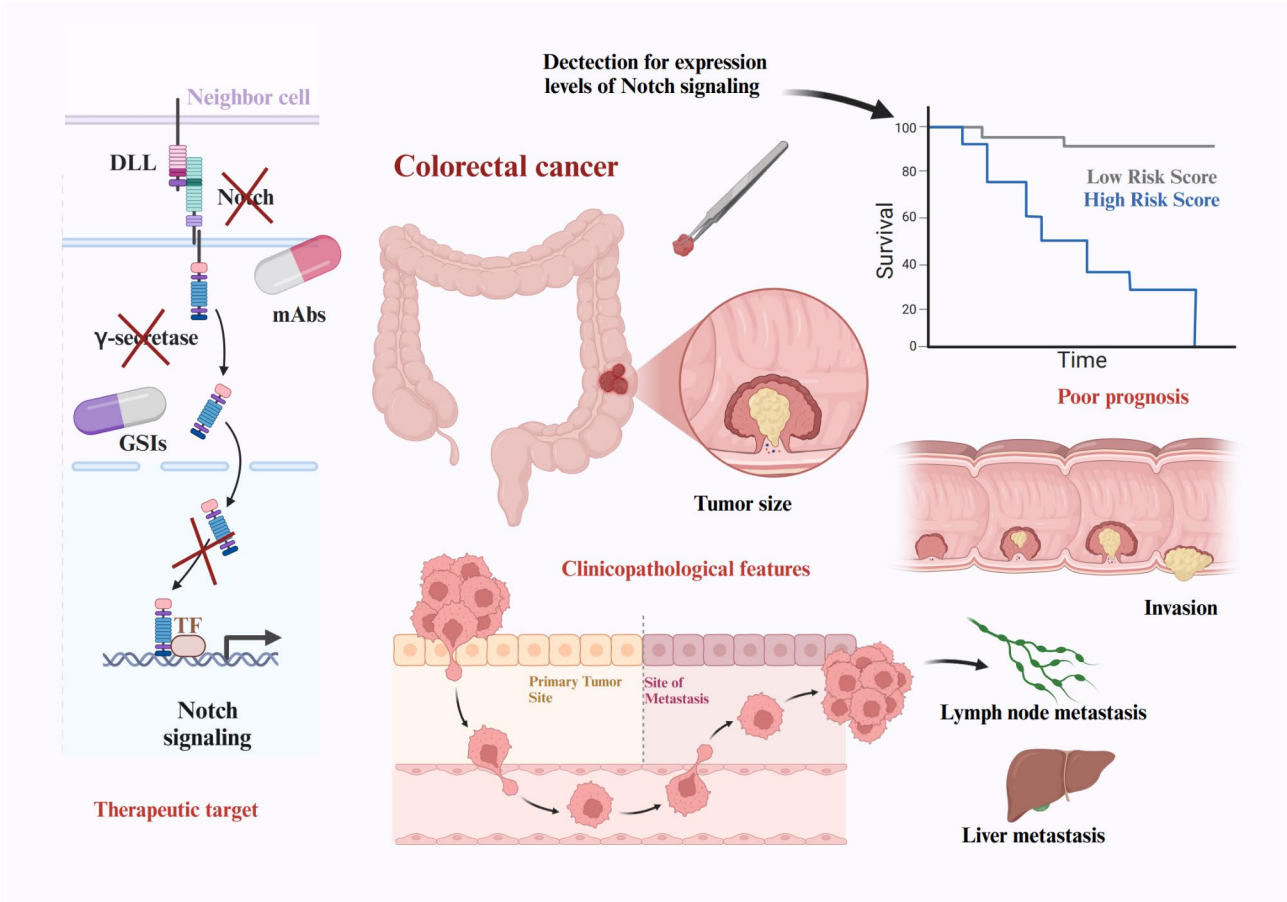 Neighbor cell
DLL
Notch
mAbs
γ-secretase
GSIs
TF
Notch
signaling
Therapeutic target
Colorectal cancer
Dectection for expression
levels of Notch signaling
Tumor size
Clinicopathological features
Primary Tumor
Site
Site of
Metastasis
100
80
60
40
20
0
Survival
Time
Low Risk Score
High Risk Score
Poor prognosis
Invasion
Lymph node metastasis
Liver metastasis